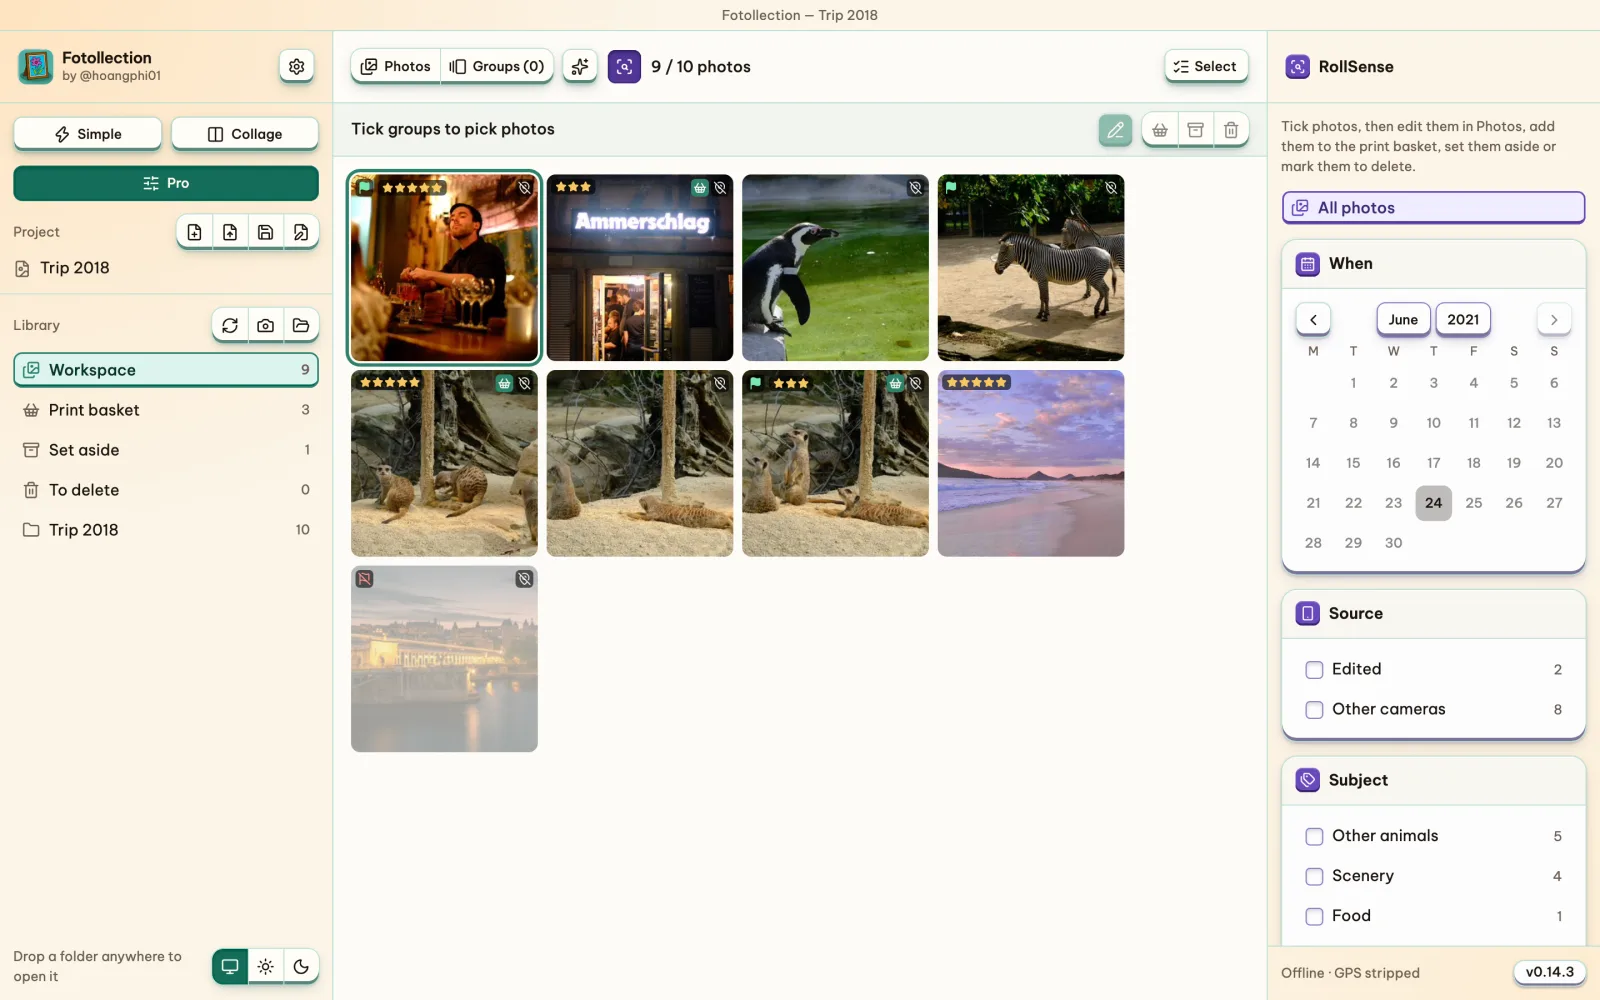 Fotollection — Trip 2018
Fotollection
by @hoangphi01
Simple
Collage
Pro
Project
Trip 2018
Library
Workspace 9
Print basket 3
Set aside 1
To delete 0
Trip 2018 10
Drop a folder anywhere to
open it
Photos
Groups (0)
9 / 10 photos
Select
Tick groups to pick photos
Ammerschlag
RollSense
Tick photos, then edit them in Photos, add
them to the print basket, set them aside or
mark them to delete.
All photos
When
June 2021
M T W T F S S
1 2 3 4 5 6
7 8 9 10 11 12 13
14 15 16 17 18 19 20
21 22 23 24 25 26 27
28 29 30
Source
Edited 2
Other cameras 8
Subject
Other animals 5
Scenery 4
Food 1
Offline · GPS stripped
v0.14.3